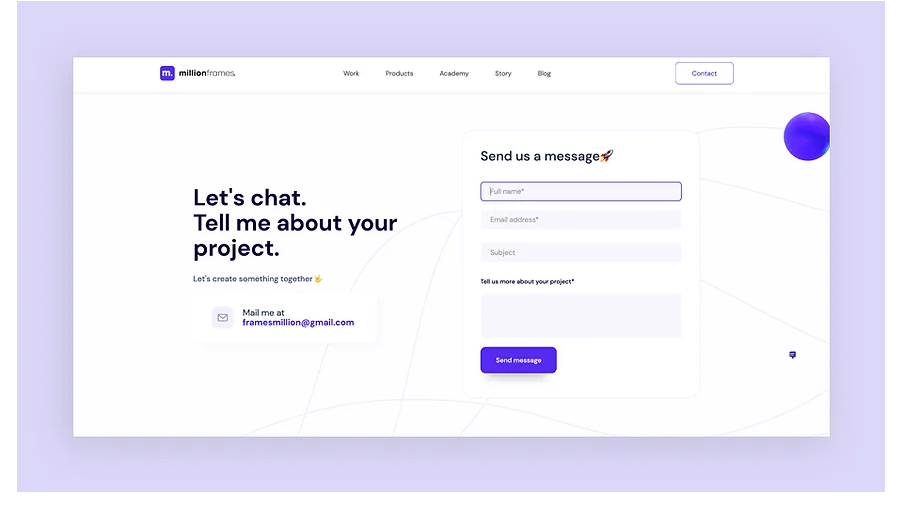 m. millionframes.
Work Products Academy Story Blog Contact
Let's chat.
Tell me about your
project.
Let's create something together 🤟
Mail me at
framesmillion@gmail.com
Send us a message🚀
Full name*
Email address*
Subject
Tell us more about your project*
Send message